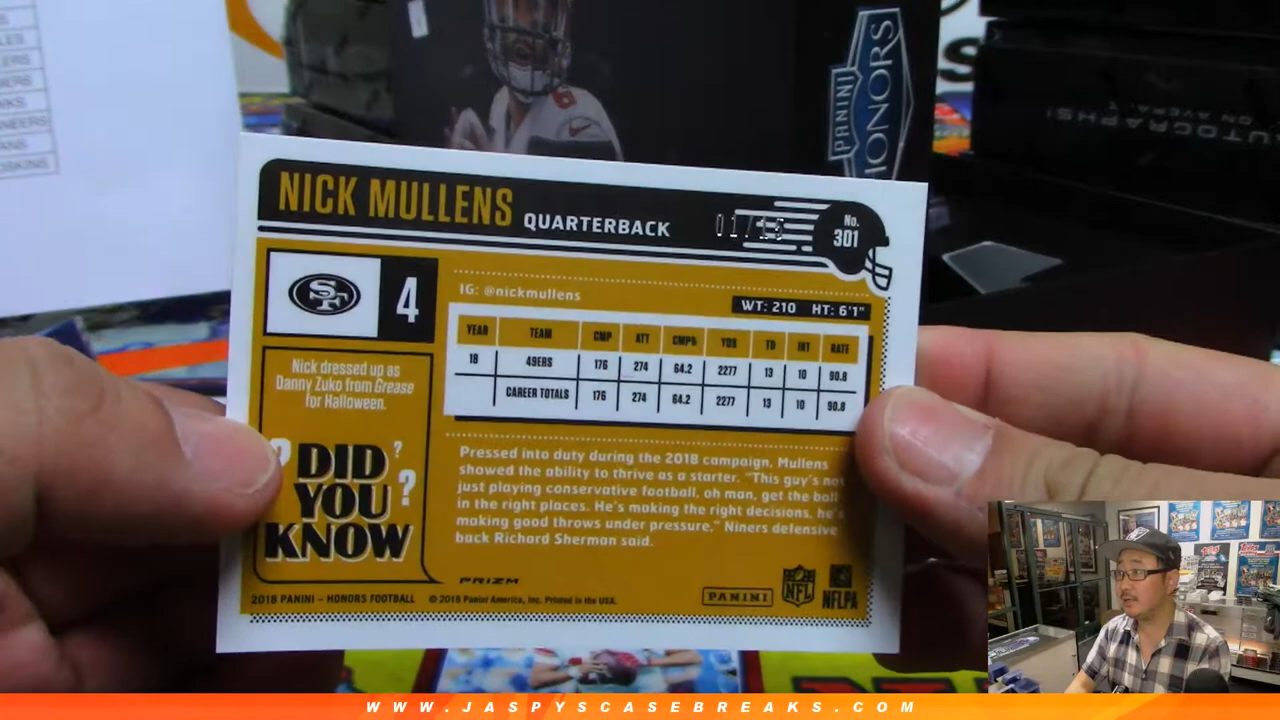 PANINI
HONORS
NICK MULLENS
QUARTERBACK
01/15
No.
301
4
IG: @nickmullens
WT: 210 HT: 6'1"
YEAR TEAM CMP ATT CMP% YDS TD INT RATE
18 49ERS 176 274 64.2 2277 13 10 90.8
CAREER TOTALS 176 274 64.2 2277 13 10 90.8
Nick dressed up as
Danny Zuko from Grease
for Halloween.
? DID ?
YOU ?
KNOW
Pressed into duty during the 2018 campaign, Mullens
showed the ability to thrive as a starter. "This guy's not
just playing conservative football, oh man, get the ball
in the right places. He's making the right decisions, he's
making good throws under pressure," Niners defensive
back Richard Sherman said.
PRIZM
2018 PANINI – HONORS FOOTBALL © 2019 Panini America, Inc. Printed in the USA.
PANINI
NFL
NFLPA
SF
AUTOGRAPHS!
ON AVERA
WWW.JASPYSCASEBREAKS.COM